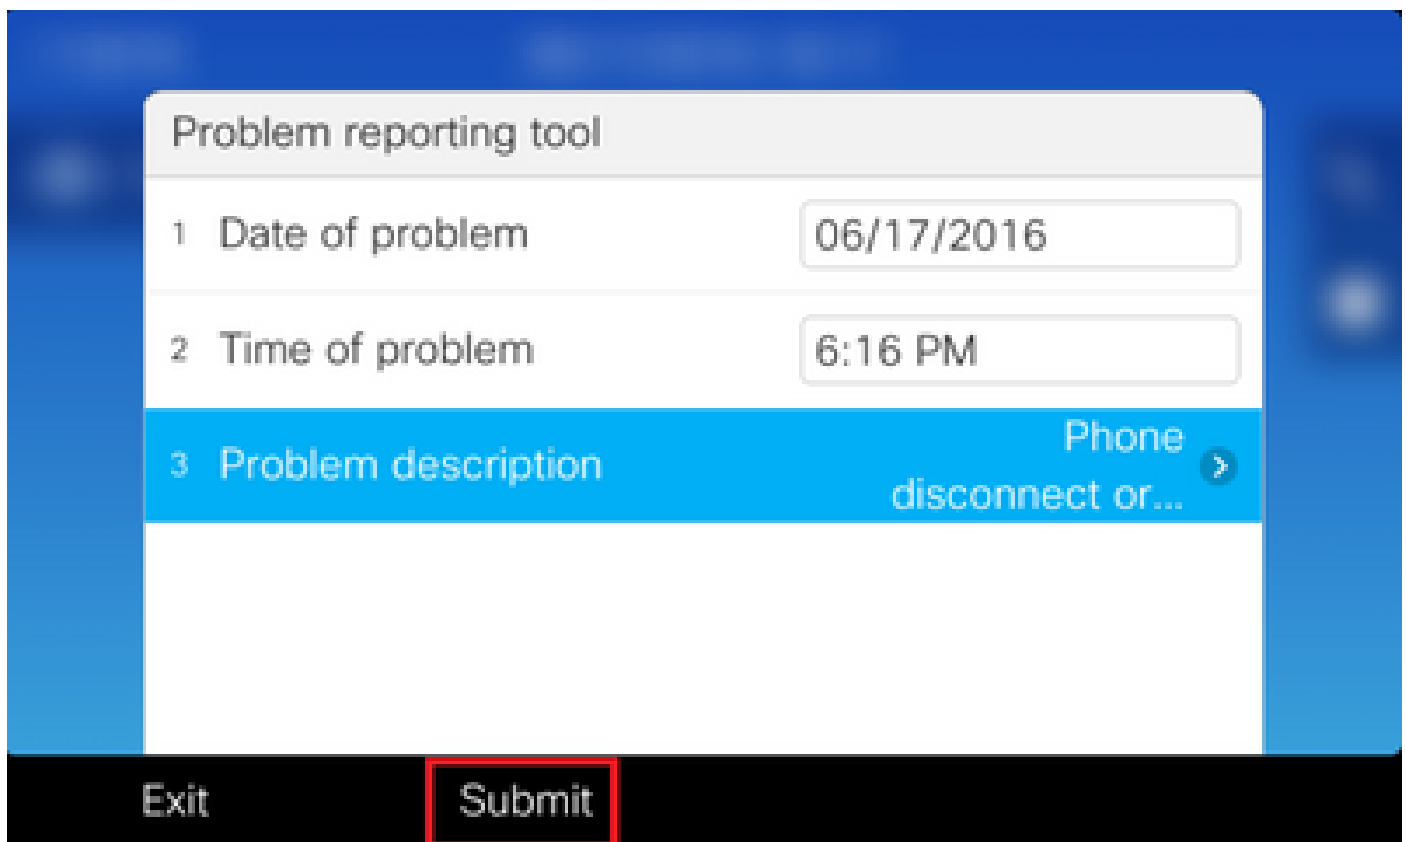 Problem reporting tool
1 Date of problem 06/17/2016
2 Time of problem 6:16 PM
3 Problem description Phone
disconnect or...
Exit Submit